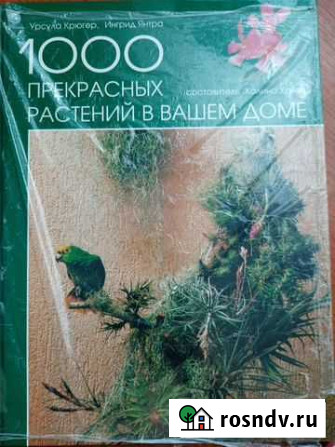 Урсула Крюгер, Ингрид Янтра
1000
ПРЕКРАСНЫХ
РАСТЕНИЙ В ВАШЕМ ДОМЕ
rosndv.ru